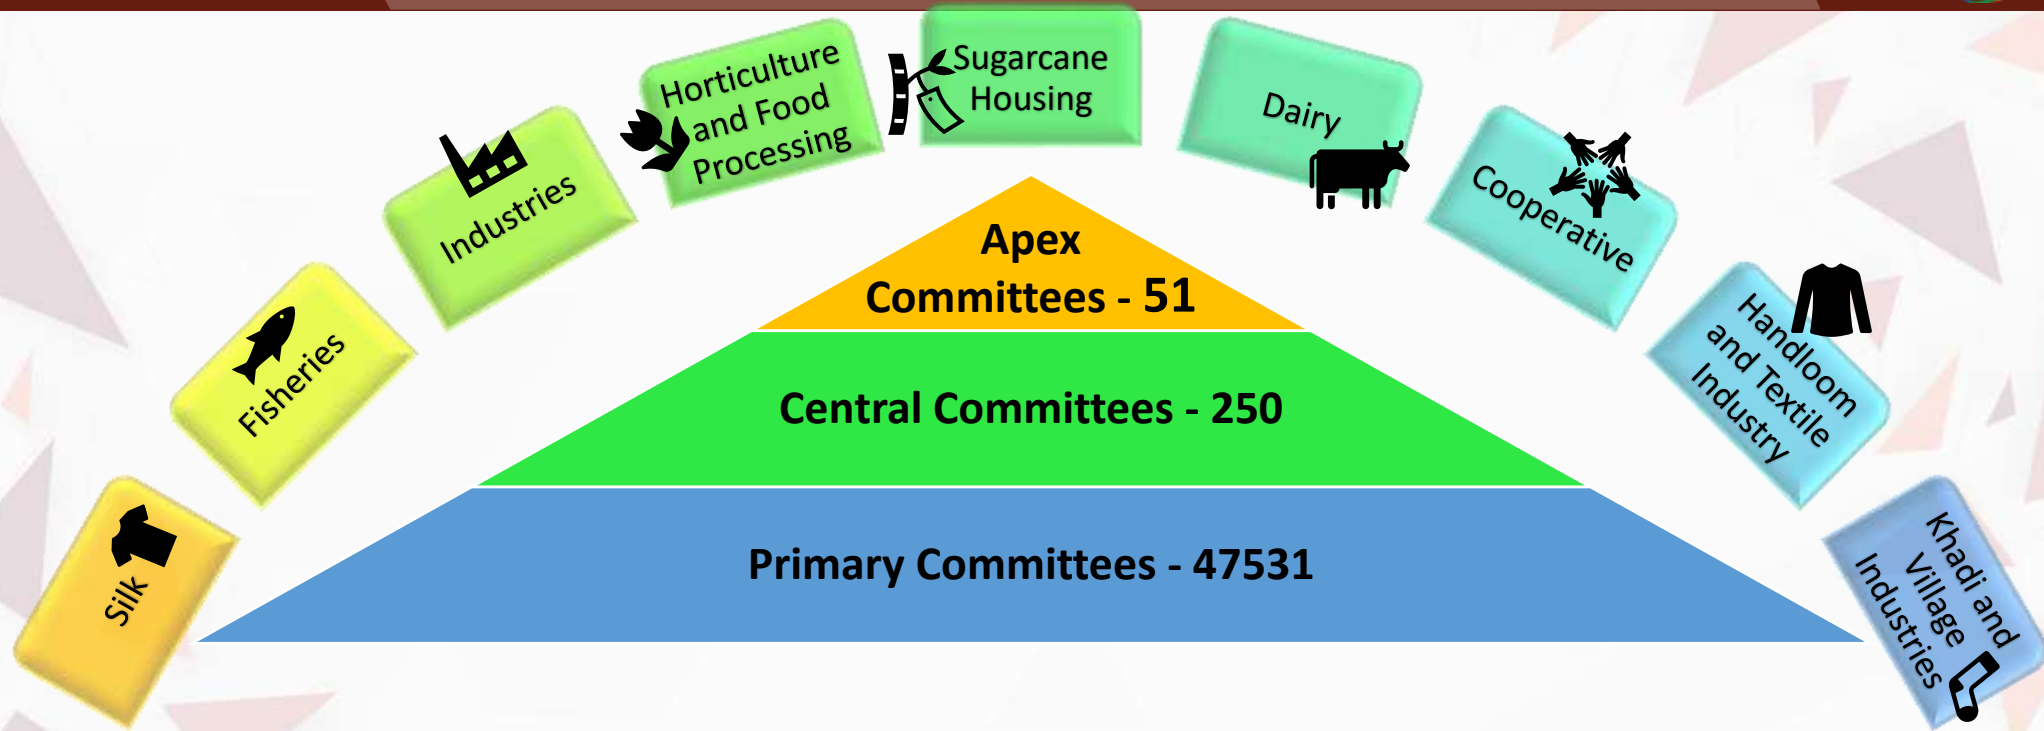 Horticulture
and Food
Processing
Sugarcane
Housing
Dairy
Industries
Cooperative
Fisheries
Handloom
and Textile
Industry
Silk
Khadi and
Village
Industries
Apex
Committees - 51
Central Committees - 250
Primary Committees - 47531